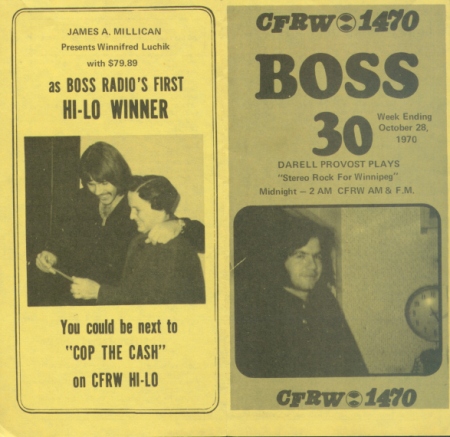 JAMES A. MILLICAN
Presents Winnifred Luchik
with $79.89
as BOSS RADIO'S FIRST
HI-LO WINNER
You could be next to
"COP THE CASH"
on CFRW HI-LO
CFRW 1470
BOSS
30
Week Ending
October 28,
1970
DARELL PROVOST PLAYS
"Stereo Rock For Winnipeg"
Midnight – 2 AM CFRW AM & F.M.
CFRW 1470